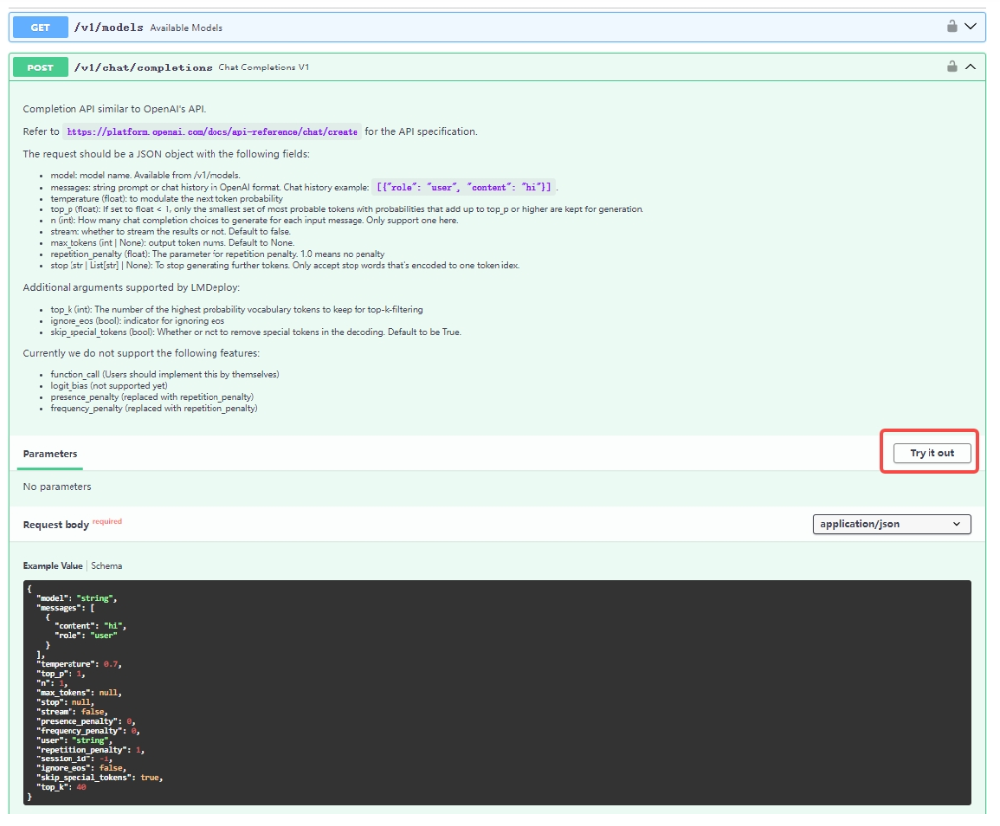 GET /v1/models Available Models
POST /v1/chat/completions Chat Completions V1
Completion API similar to OpenAI's API.
Refer to https://platform.openai.com/docs/api-reference/chat/create for the API specification.
The request should be a JSON object with the following fields:
• model: model name. Available from /v1/models.
• messages: string prompt or chat history in OpenAI format. Chat history example: [{"role": "user", "content": "hi"}] .
• temperature (float): to modulate the next token probability
• top_p (float): If set to float < 1, only the smallest set of most probable tokens with probabilities that add up to top_p or higher are kept for generation.
• n (int): How many chat completion choices to generate for each input message. Only support one here.
• stream: whether to stream the results or not. Default to false.
• max_tokens (int | None): output token nums. Default to None.
• repetition_penalty (float): The parameter for repetition penalty. 1.0 means no penalty
• stop (str | List[str] | None): To stop generating further tokens. Only accept stop words that's encoded to one token idex.
Additional arguments supported by LMDeploy:
• top_k (int): The number of the highest probability vocabulary tokens to keep for top-k-filtering
• ignore_eos (bool): indicator for ignoring eos
• skip_special_tokens (bool): Whether or not to remove special tokens in the decoding. Default to be True.
Currently we do not support the following features:
• function_call (Users should implement this by themselves)
• logit_bias (not supported yet)
• presence_penalty (replaced with repetition_penalty)
• frequency_penalty (replaced with repetition_penalty)
Parameters
Try it out
No parameters
Request body required
application/json
Example Value | Schema
{
"model": "string",
"messages": [
{
"content": "hi",
"role": "user"
}
],
"temperature": 0.7,
"top_p": 1,
"n": 1,
"max_tokens": null,
"stop": null,
"stream": false,
"presence_penalty": 0,
"frequency_penalty": 0,
"user": "string",
"repetition_penalty": 1,
"session_id": -1,
"ignore_eos": false,
"skip_special_tokens": true,
"top_k": 40
}